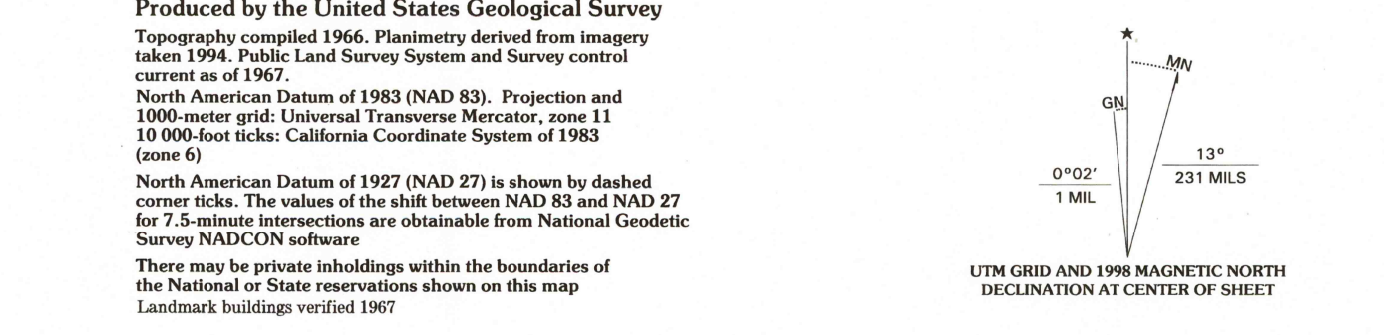 Produced by the United States Geological Survey
Topography compiled 1966. Planimetry derived from imagery
taken 1994. Public Land Survey System and Survey control
current as of 1967.
North American Datum of 1983 (NAD 83). Projection and
1000-meter grid: Universal Transverse Mercator, zone 11
10 000-foot ticks: California Coordinate System of 1983
(zone 6)
North American Datum of 1927 (NAD 27) is shown by dashed
corner ticks. The values of the shift between NAD 83 and NAD 27
for 7.5-minute intersections are obtainable from National Geodetic
Survey NADCON software
There may be private inholdings within the boundaries of
the National or State reservations shown on this map
Landmark buildings verified 1967
★
MN
GN
0°02′
1 MIL
13°
231 MILS
UTM GRID AND 1998 MAGNETIC NORTH
DECLINATION AT CENTER OF SHEET